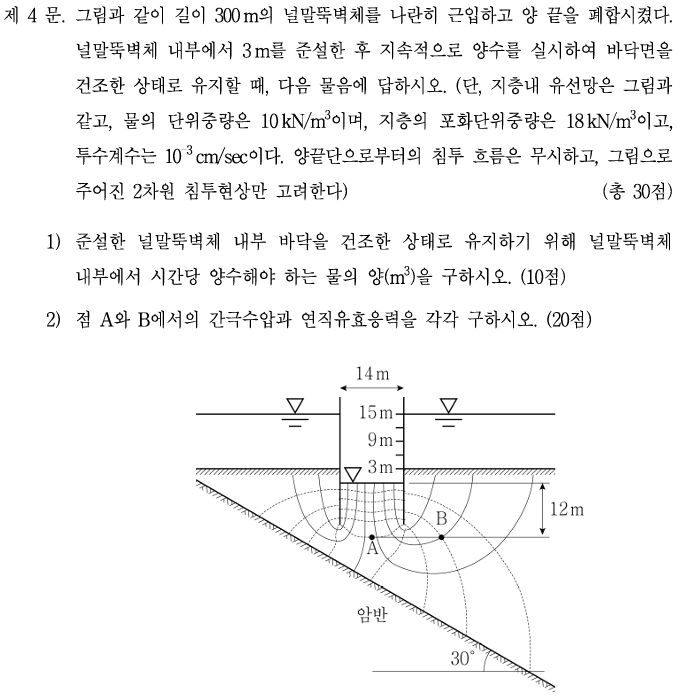 제 4 문. 그림과 같이 길이 300 m의 널말뚝벽체를 나란히 근입하고 양 끝을 폐합시켰다.
널말뚝벽체 내부에서 3 m를 준설한 후 지속적으로 양수를 실시하여 바닥면을
건조한 상태로 유지할 때, 다음 물음에 답하시오. (단, 지층내 유선망은 그림과
같고, 물의 단위중량은 10 kN/m³이며, 지층의 포화단위중량은 18 kN/m³이고,
투수계수는 10⁻³ cm/sec이다. 양끝단으로부터의 침투 흐름은 무시하고, 그림으로
주어진 2차원 침투현상만 고려한다) (총 30점)
1) 준설한 널말뚝벽체 내부 바닥을 건조한 상태로 유지하기 위해 널말뚝벽체
내부에서 시간당 양수해야 하는 물의 양(m³)을 구하시오. (10점)
2) 점 A와 B에서의 간극수압과 연직유효응력을 각각 구하시오. (20점)
14 m
15 m
9 m
3 m
12 m
B
A
암반
30°